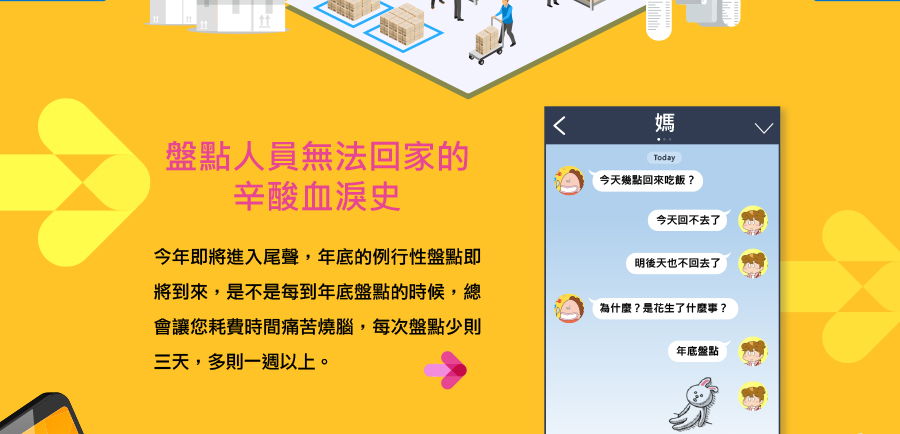 盤點人員無法回家的
辛酸血淚史
今年即將進入尾聲，年底的例行性盤點即
將到來，是不是每到年底盤點的時候，總
會讓您耗費時間痛苦燒腦，每次盤點少則
三天，多則一週以上。
媽
Today
今天幾點回來吃飯？
今天回不去了
明後天也不回去了
為什麼？是花生了什麼事？
年底盤點